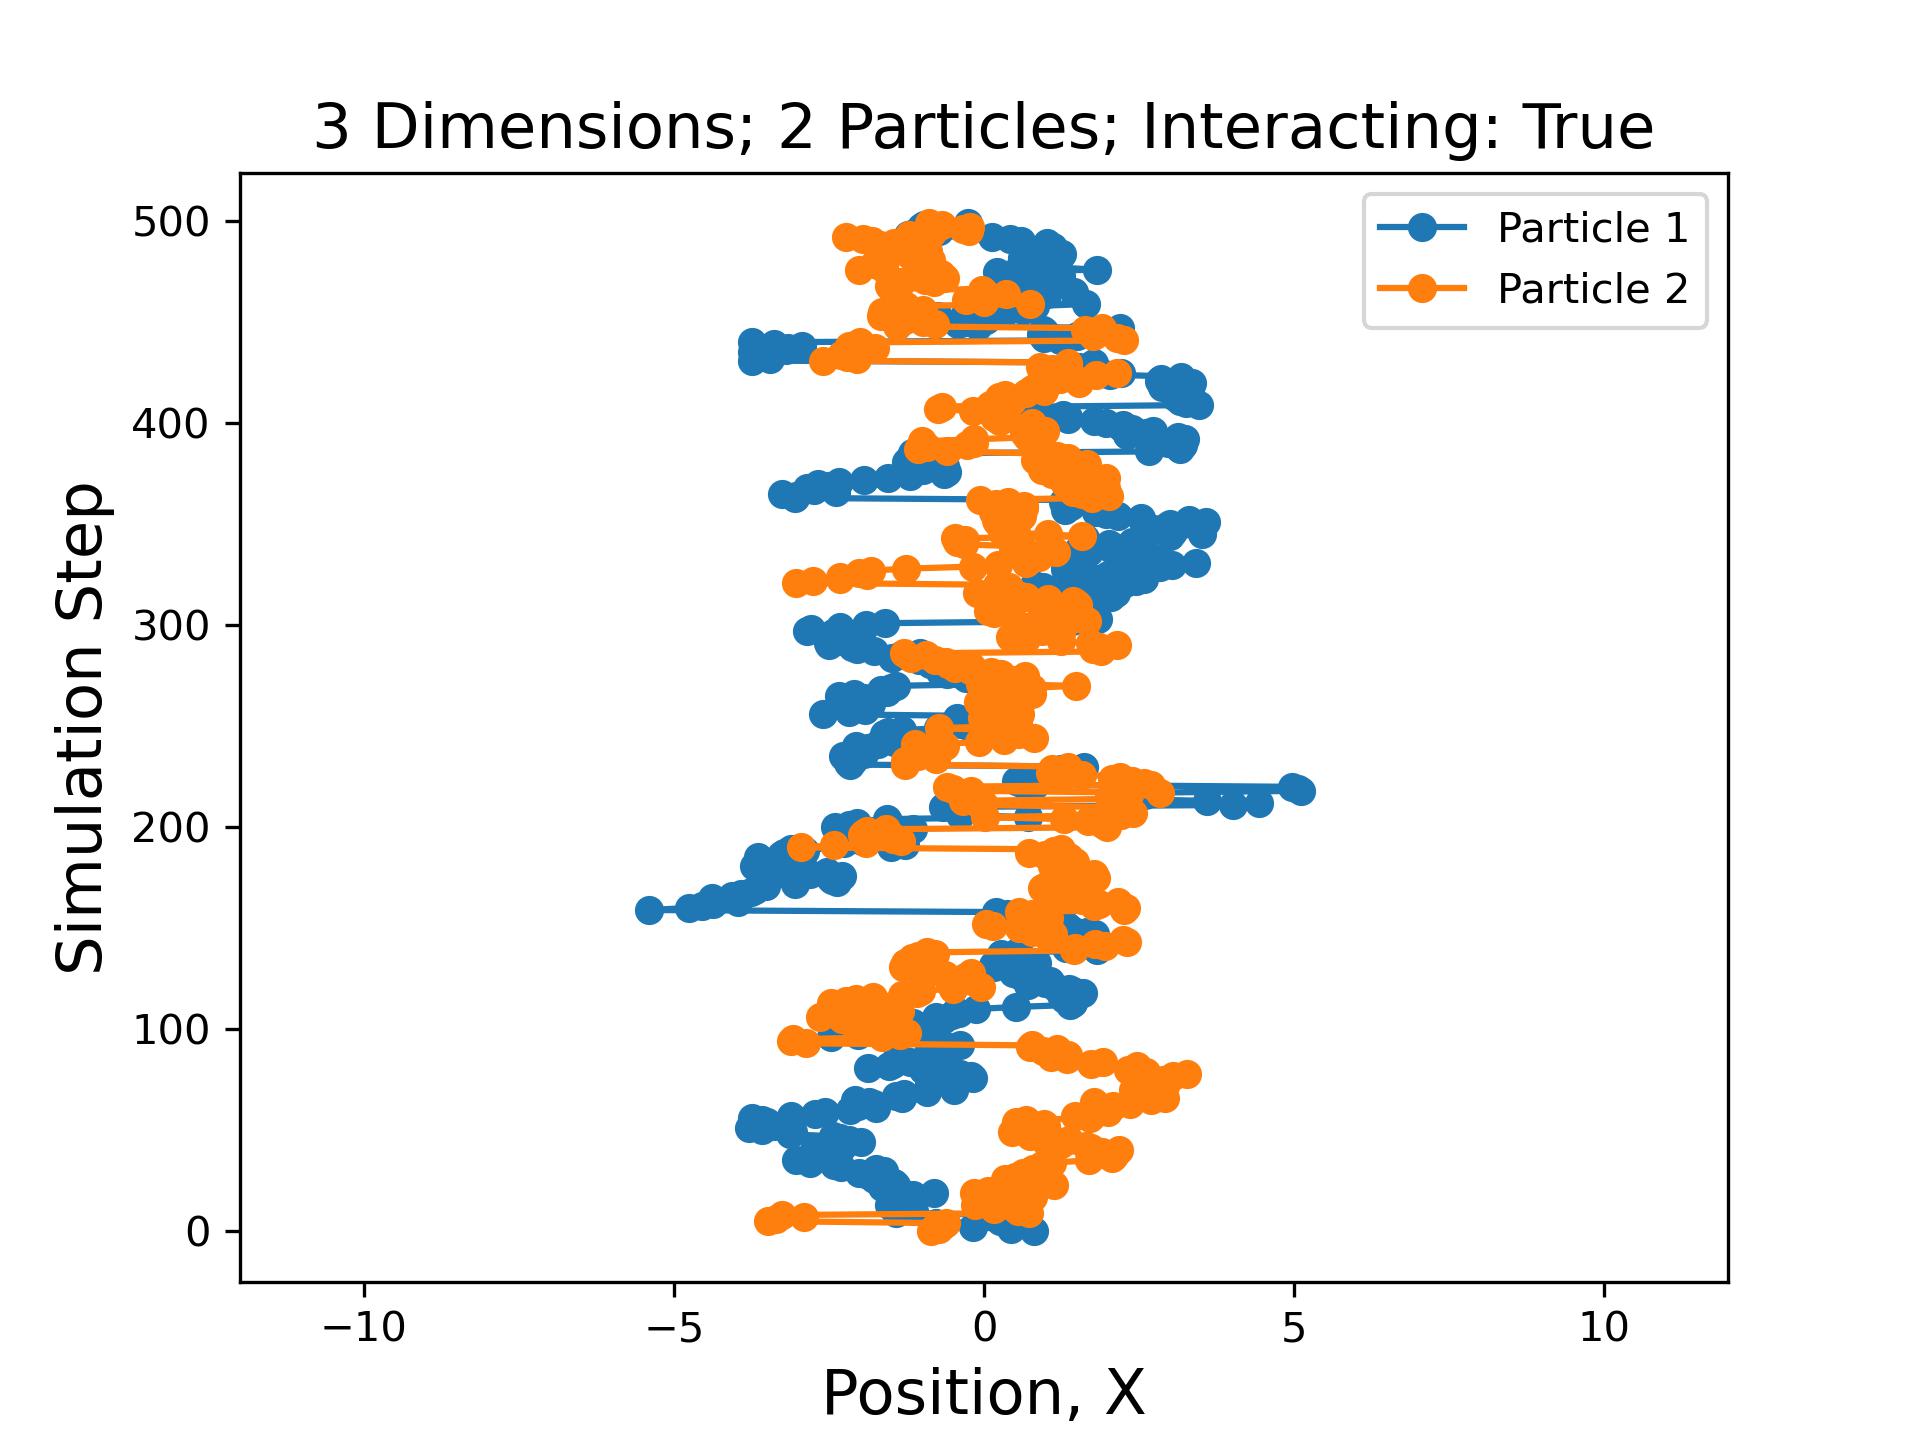 3 Dimensions; 2 Particles; Interacting: True
Particle 1
Particle 2
500
400
300
200
100
0
Simulation Step
−10
−5
0
5
10
Position, X